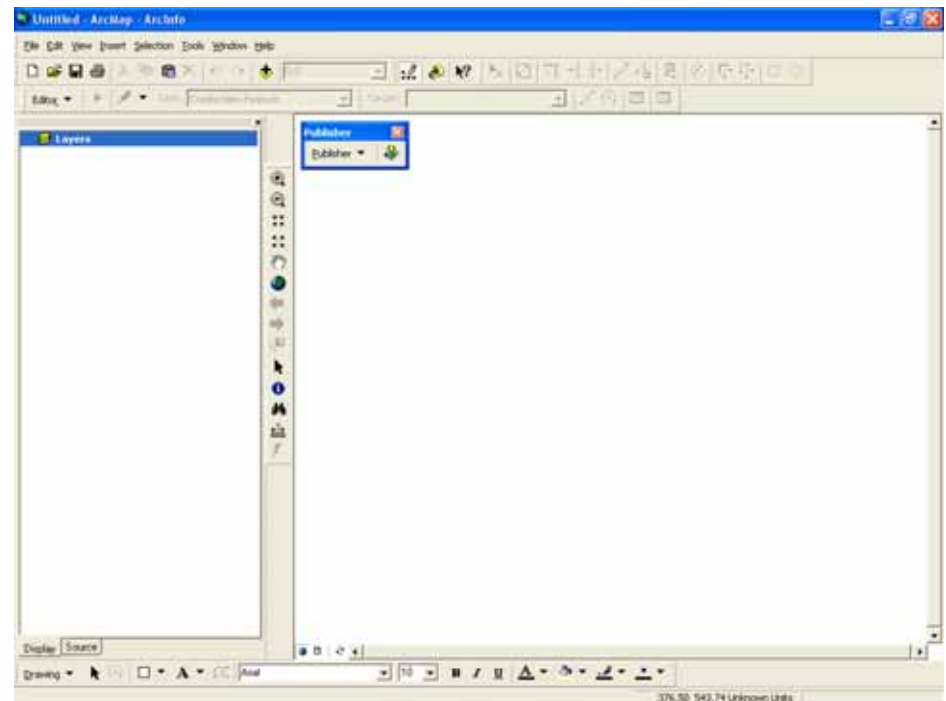 Untitled - ArcMap - ArcInfo
File Edit View Insert Selection Tools Window Help
Editor
Layers
Publisher
Publisher
Display Source
Drawing A Arial 10 B I U A
376.50 543.74 Unknown Units